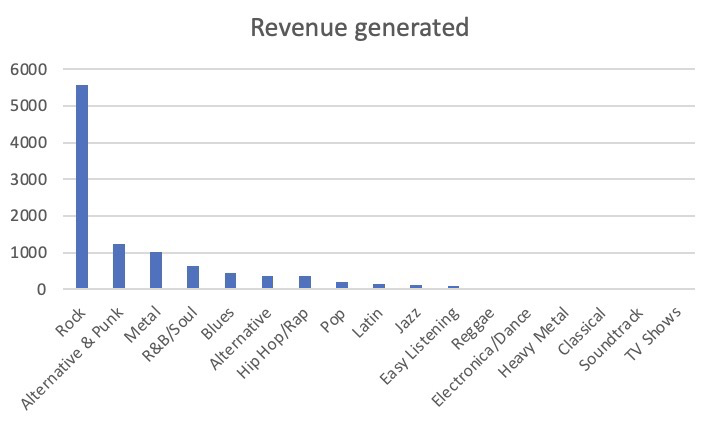 Revenue generated
6000
5000
4000
3000
2000
1000
0
Rock
Alternative & Punk
Metal
R&B/Soul
Blues
Alternative
Hip Hop/Rap
Pop
Latin
Jazz
Easy Listening
Reggae
Electronica/Dance
Heavy Metal
Classical
Soundtrack
TV Shows